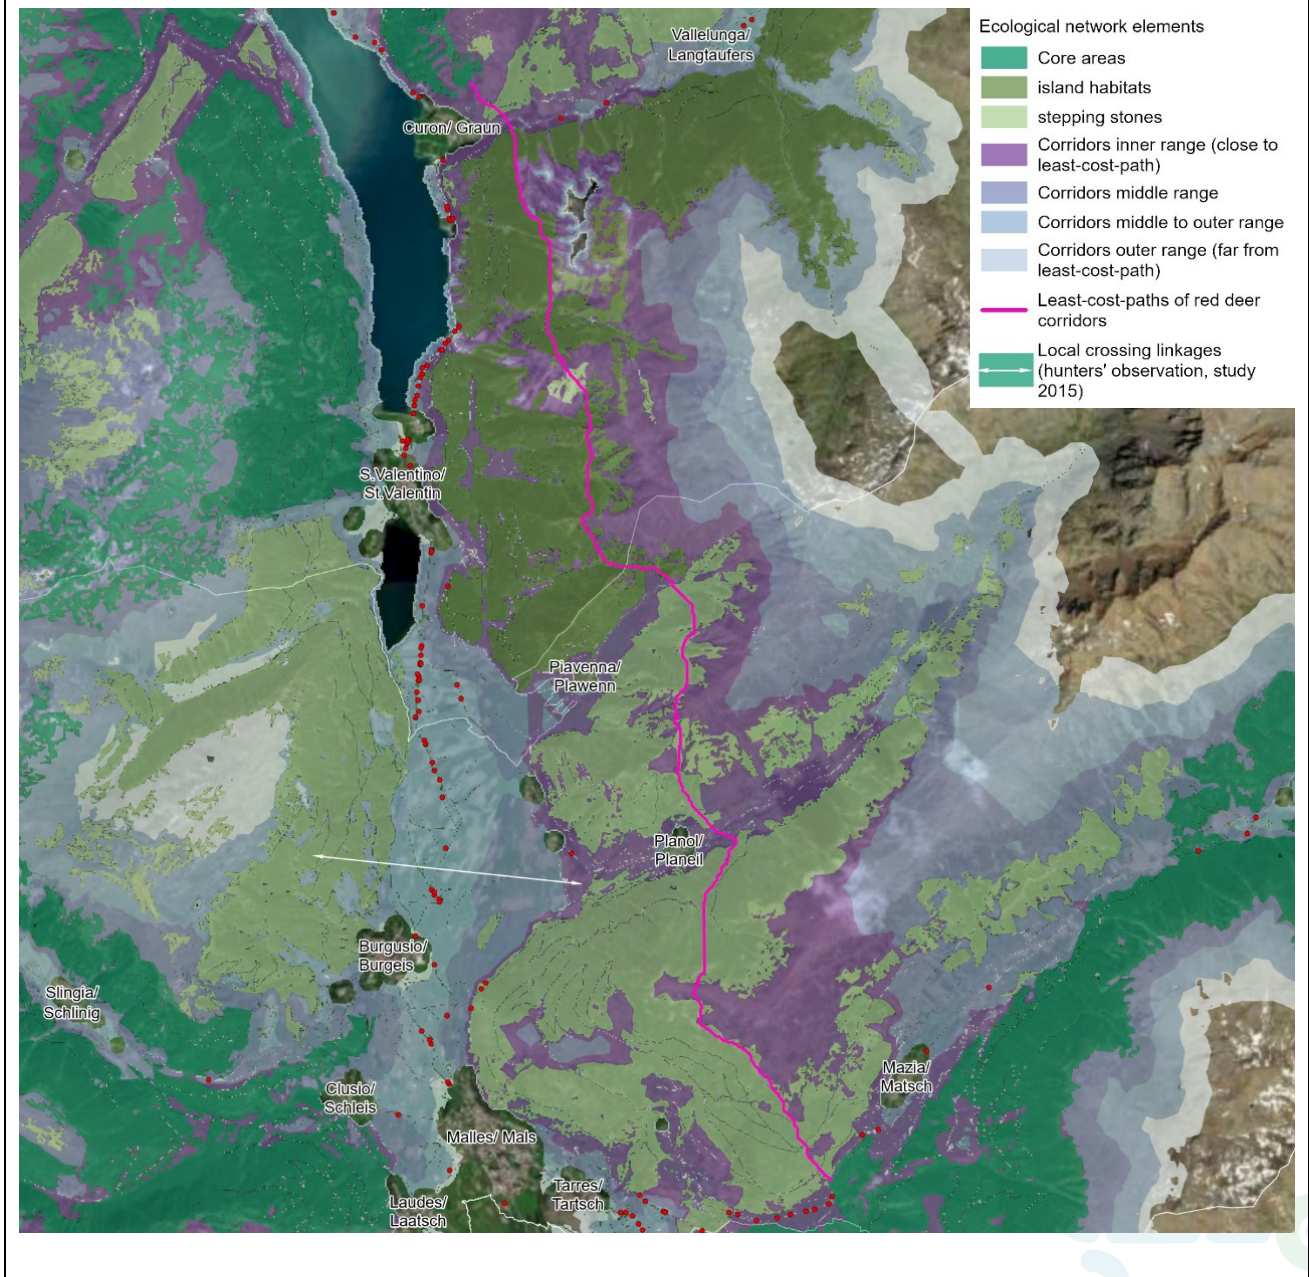 Vallelunga/
Langtaufers
Curon/ Graun
S.Valentino/
St.Valentin
Piavenna/
Plawenn
Planol/
Planeil
Burgusio/
Burgeis
Slingia/
Schlinig
Clusio/
Schleis
Mazia/
Matsch
Malles/ Mals
Laudes/
Laatsch
Tarres/
Tartsch
Ecological network elements
Core areas
island habitats
stepping stones
Corridors inner range (close to
least-cost-path)
Corridors middle range
Corridors middle to outer range
Corridors outer range (far from
least-cost-path)
Least-cost-paths of red deer
corridors
Local crossing linkages
(hunters' observation, study
2015)